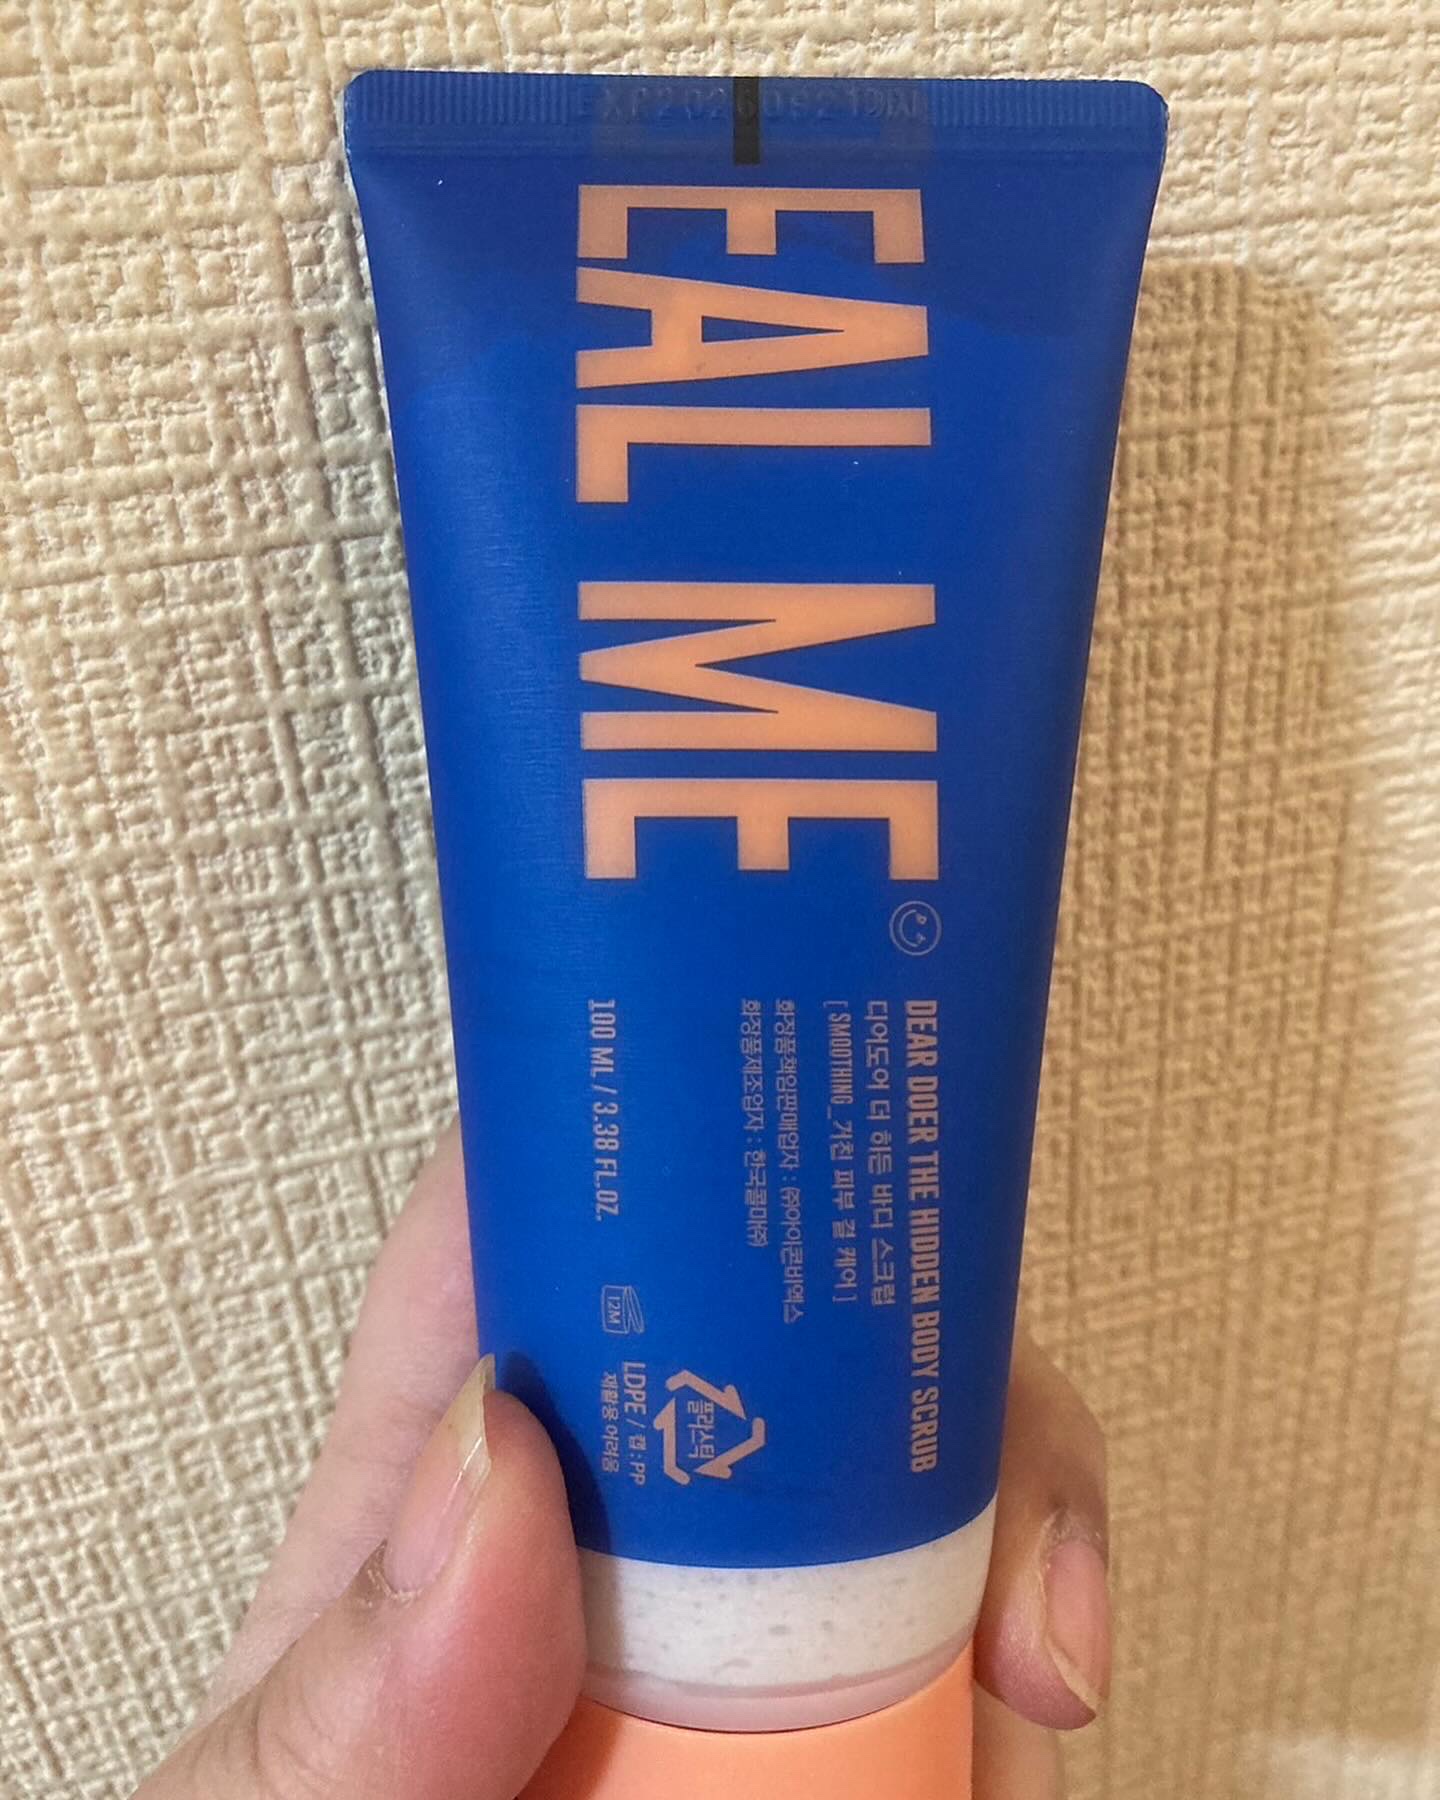 EAL ME
DEAR DOER THE HIDDEN BODY SCRUB
디어도어 더 히든 바디 스크럽
[ SMOOTHING_거친 피부 결 케어 ]
화장품책임판매업자 : ㈜아이콘비엑스
화장품제조업자 : 한국콜마㈜
100 ML / 3.38 FL.OZ.
12M
플라스틱
LDPE / 캡 : PP
재활용 어려움